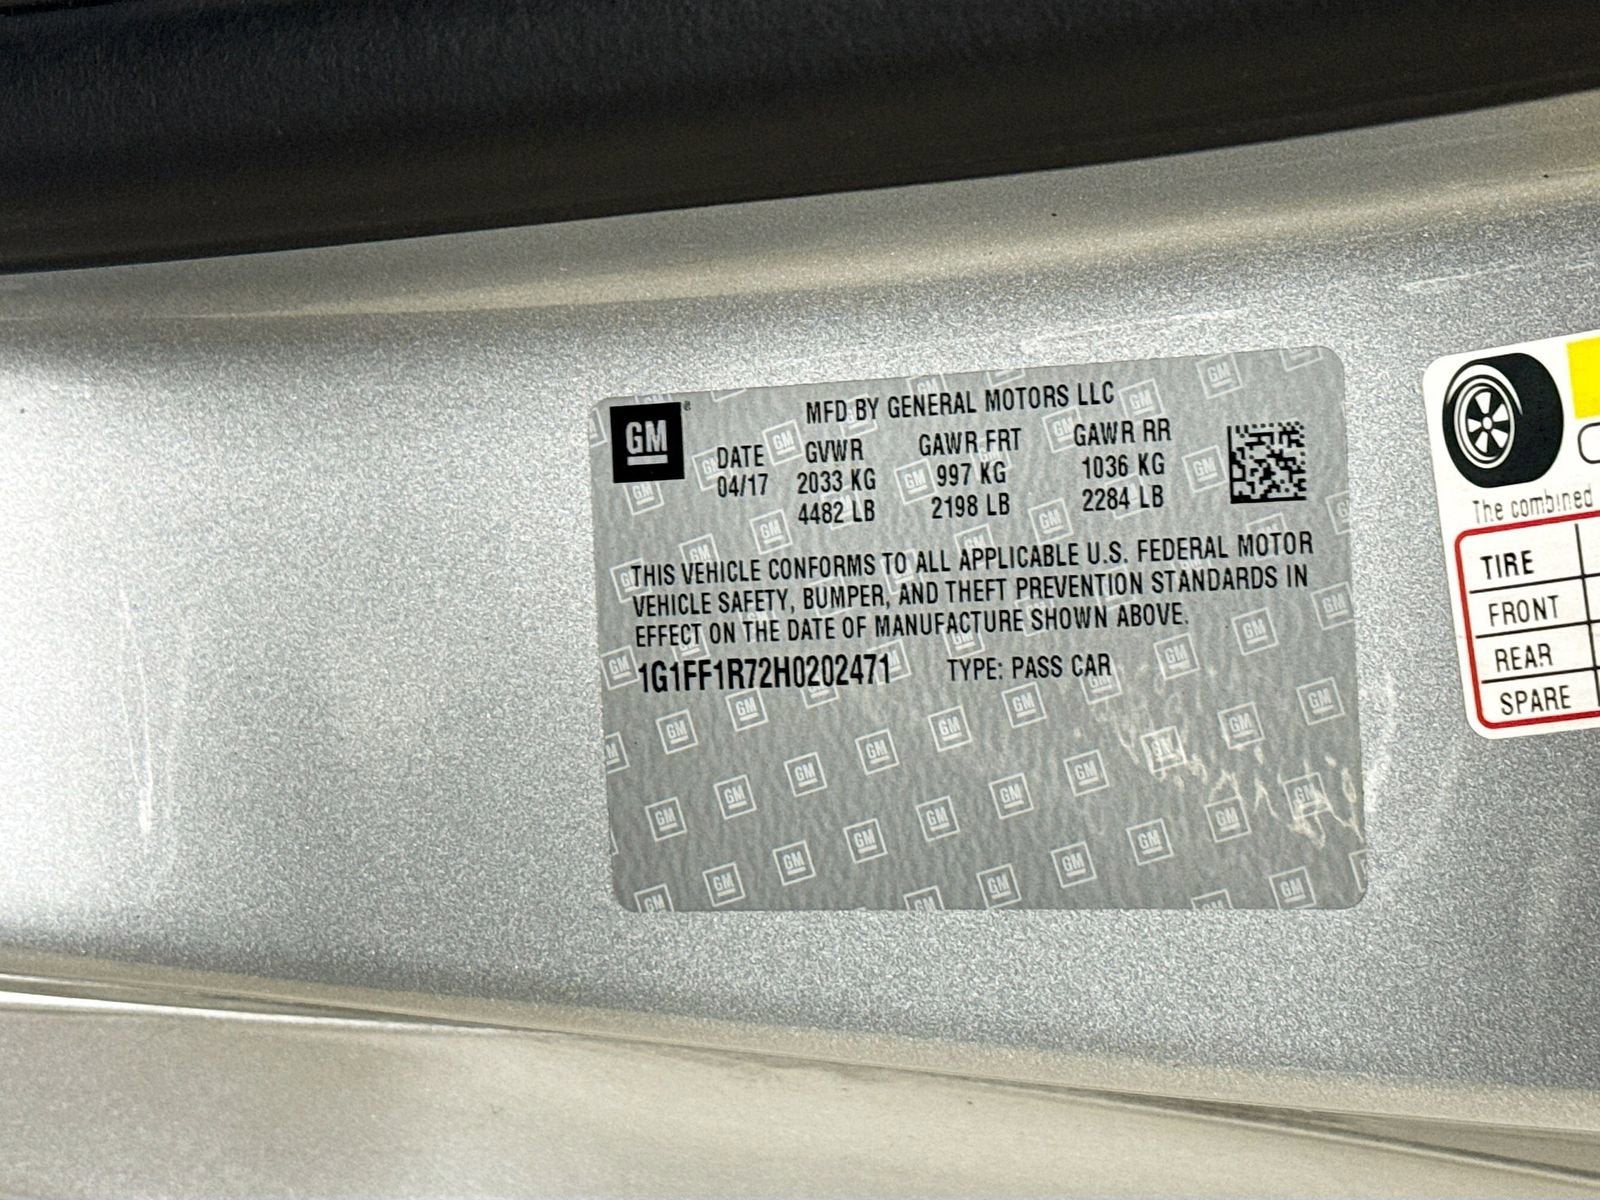 GM
MFD BY GENERAL MOTORS LLC
DATE GVWR GAWR FRT GAWR RR
04/17 2033 KG 997 KG 1036 KG
4482 LB 2198 LB 2284 LB
THIS VEHICLE CONFORMS TO ALL APPLICABLE U.S. FEDERAL MOTOR
VEHICLE SAFETY, BUMPER, AND THEFT PREVENTION STANDARDS IN
EFFECT ON THE DATE OF MANUFACTURE SHOWN ABOVE.
1G1FF1R72H0202471 TYPE: PASS CAR
The combined
TIRE
FRONT
REAR
SPARE